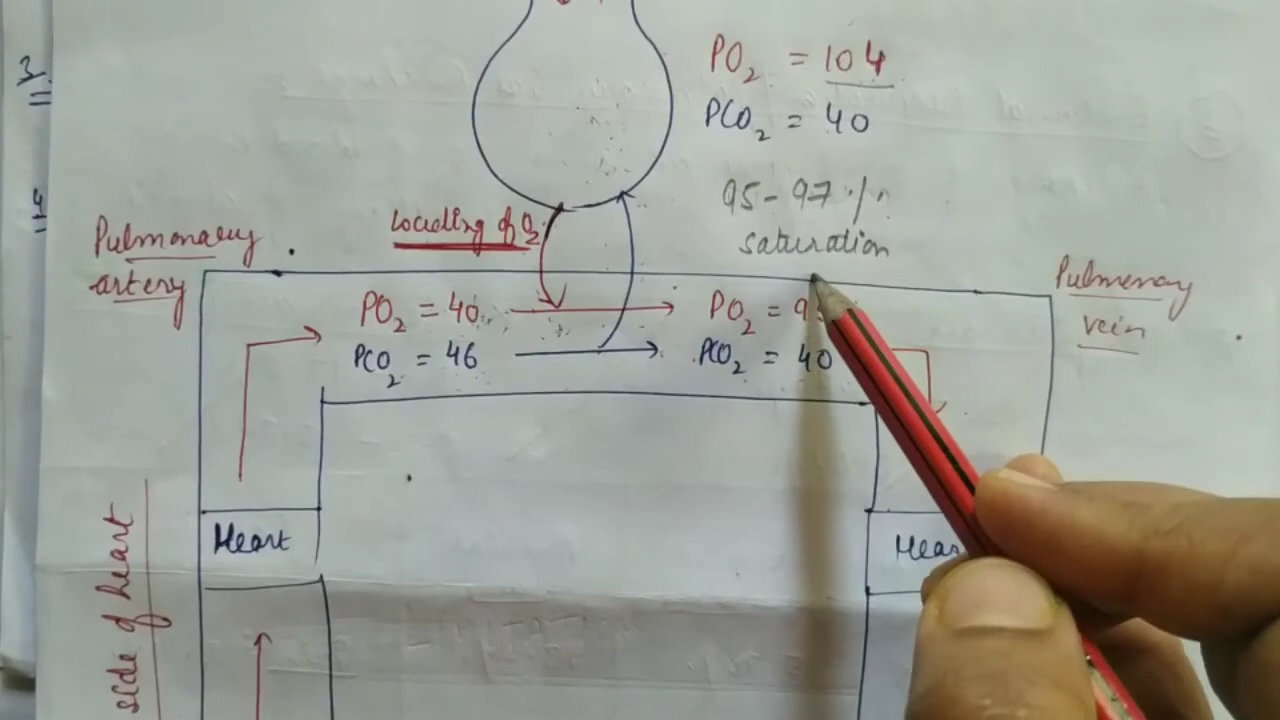 PO2 = 104
PCO2 = 40
95-97%
saturation
Loading of O2
Pulmonary
artery
Pulmonary
vein
PO2 = 40
PO2 =
PCO2 = 46
PCO2 = 40
Heart
side of heart